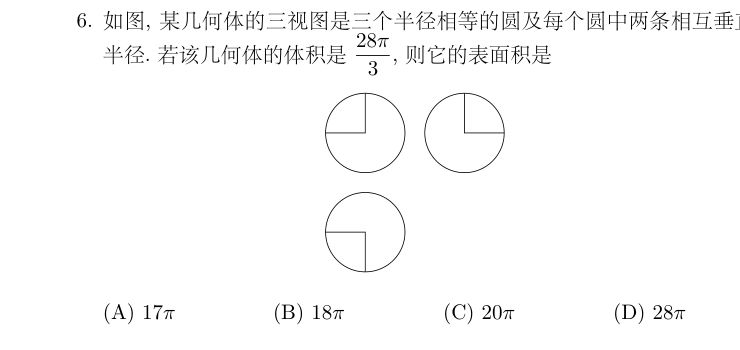 6. 如图, 某几何体的三视图是三个半径相等的圆及每个圆中两条相互垂
半径. 若该几何体的体积是 28π/3, 则它的表面积是
(A) 17π (B) 18π (C) 20π (D) 28π